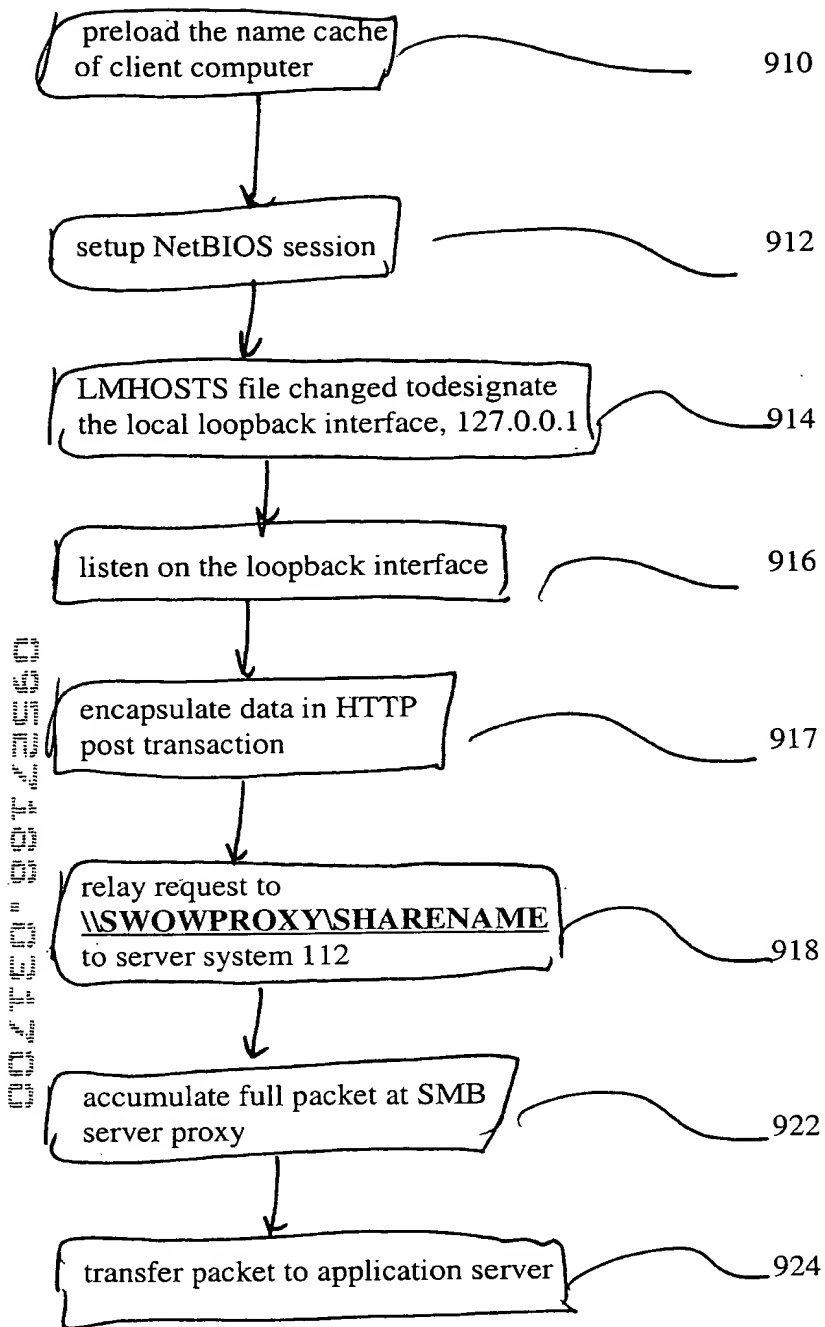 preload the name cache
of client computer
910
setup NetBIOS session
912
LMHOSTS file changed todesignate
the local loopback interface, 127.0.0.1
914
listen on the loopback interface
916
encapsulate data in HTTP
post transaction
917
relay request to
\\SWOWPROXY\SHARENAME
to server system 112
918
accumulate full packet at SMB
server proxy
922
transfer packet to application server
924
09527188.031700